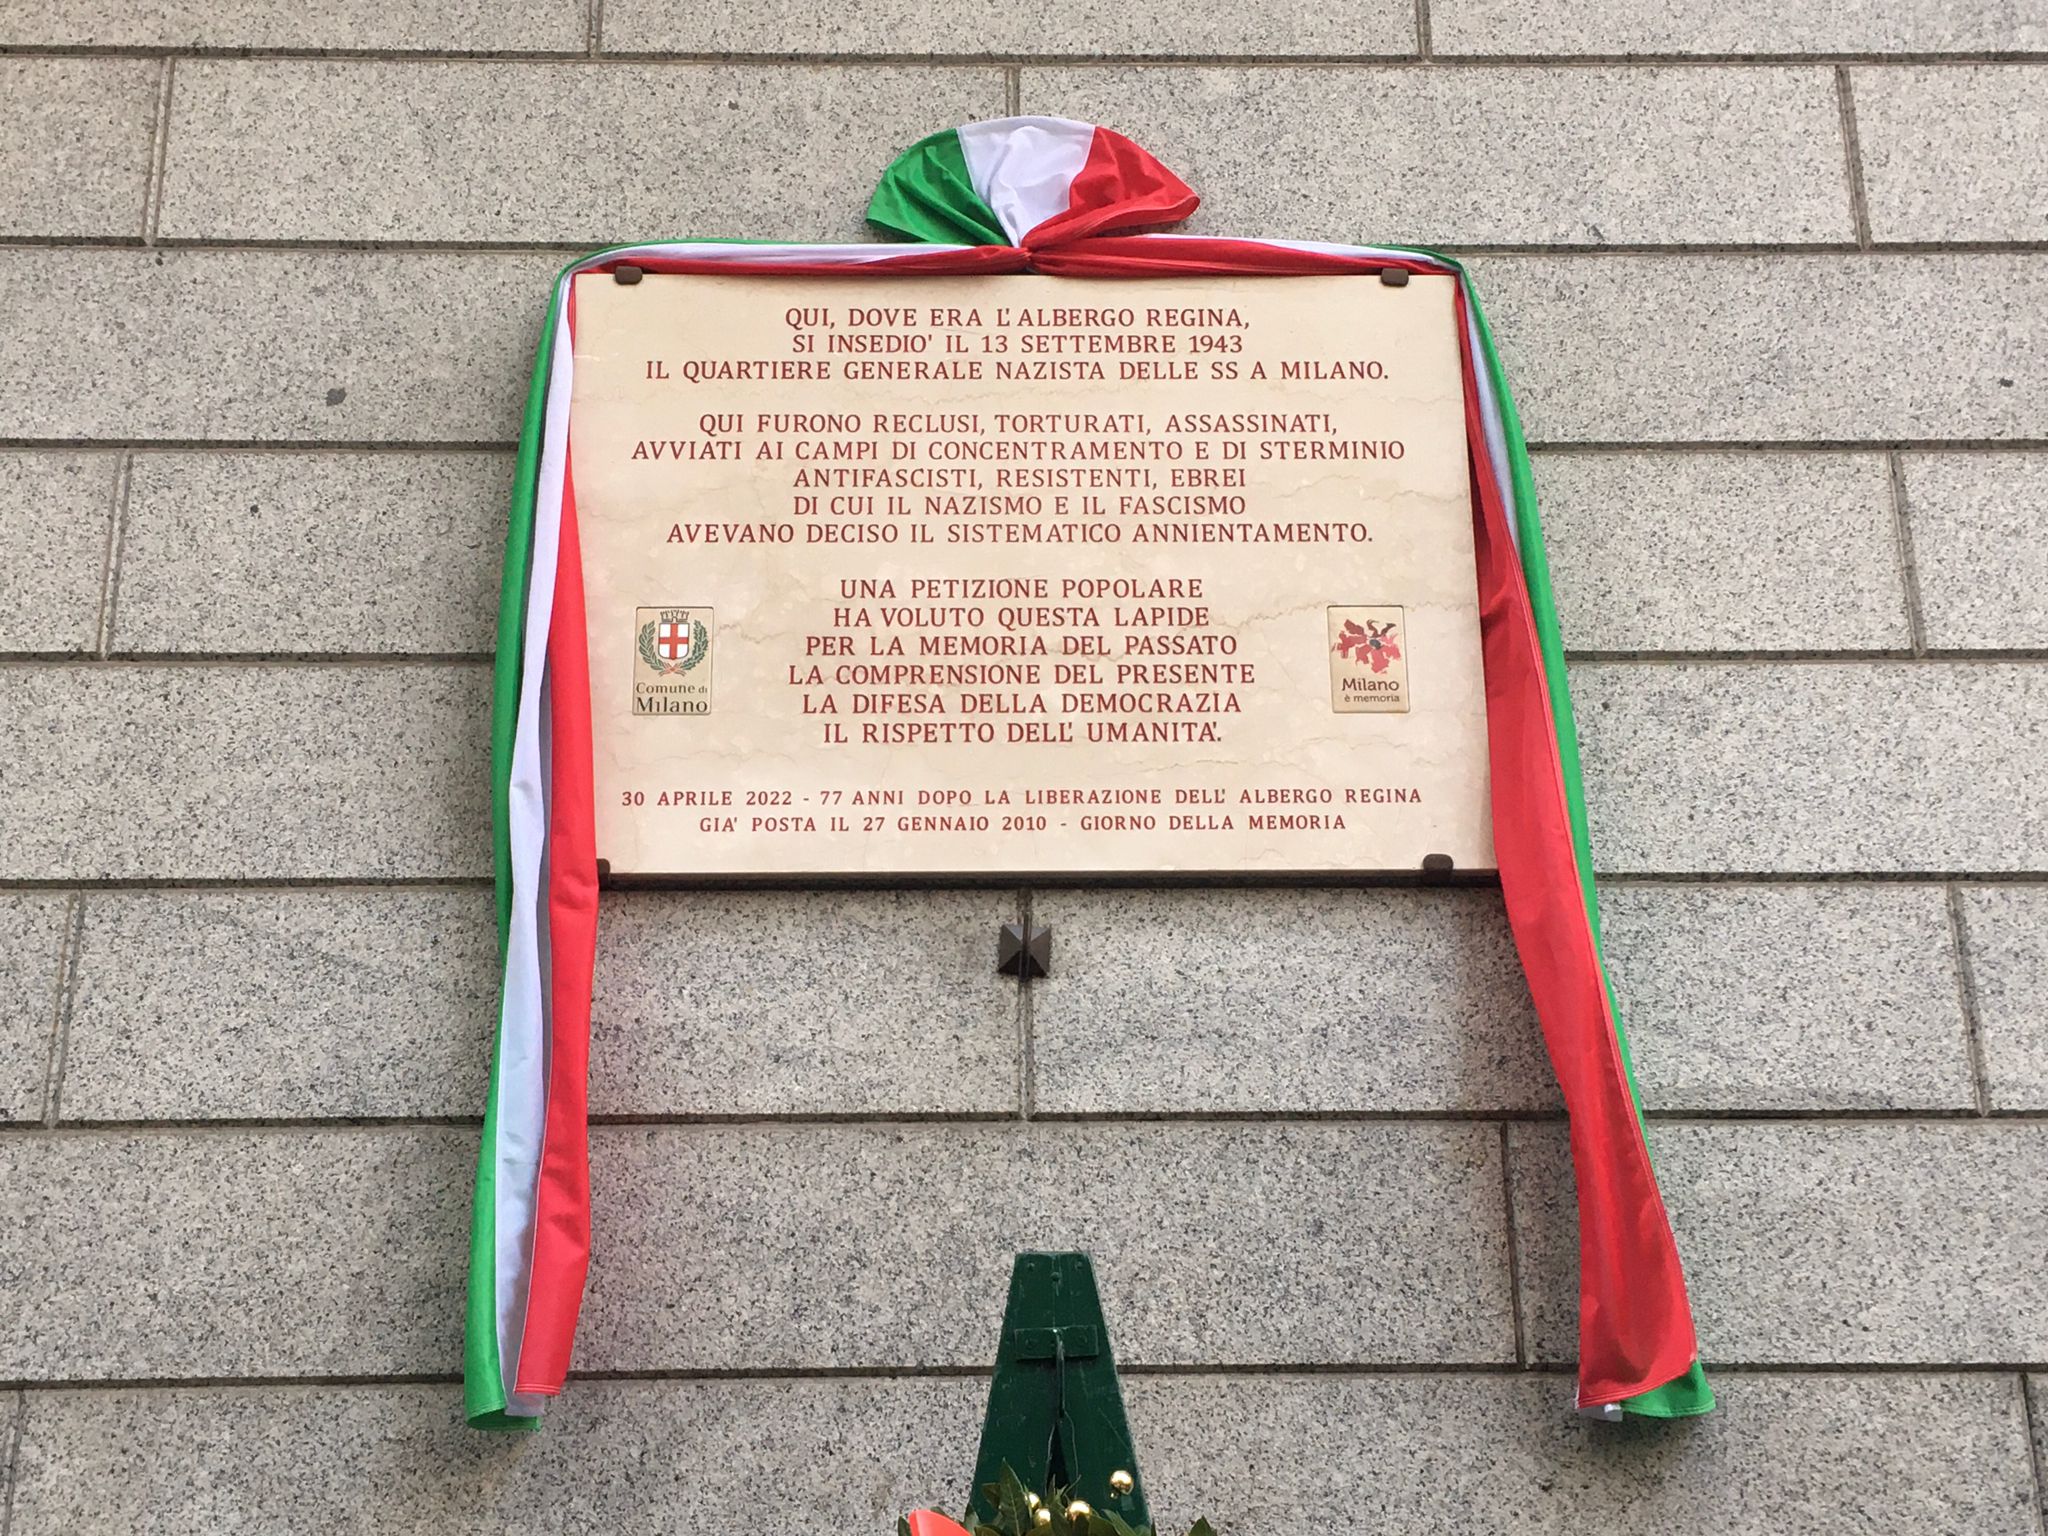 QUI, DOVE ERA L'ALBERGO REGINA,
SI INSEDIO' IL 13 SETTEMBRE 1943
IL QUARTIERE GENERALE NAZISTA DELLE SS A MILANO.
QUI FURONO RECLUSI, TORTURATI, ASSASSINATI,
AVVIATI AI CAMPI DI CONCENTRAMENTO E DI STERMINIO
ANTIFASCISTI, RESISTENTI, EBREI
DI CUI IL NAZISMO E IL FASCISMO
AVEVANO DECISO IL SISTEMATICO ANNIENTAMENTO.
UNA PETIZIONE POPOLARE
HA VOLUTO QUESTA LAPIDE
PER LA MEMORIA DEL PASSATO
LA COMPRENSIONE DEL PRESENTE
LA DIFESA DELLA DEMOCRAZIA
IL RISPETTO DELL' UMANITA'.
Comune di
Milano
Milano
è memoria
30 APRILE 2022 - 77 ANNI DOPO LA LIBERAZIONE DELL' ALBERGO REGINA
GIA' POSTA IL 27 GENNAIO 2010 - GIORNO DELLA MEMORIA